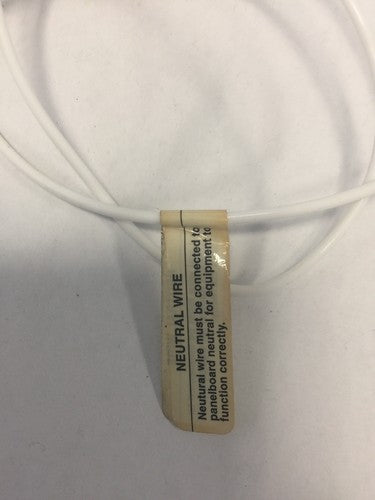 NEUTRAL WIRE
Neutural wire must be connected to
panelboard neutral for equipment to
function correctly.